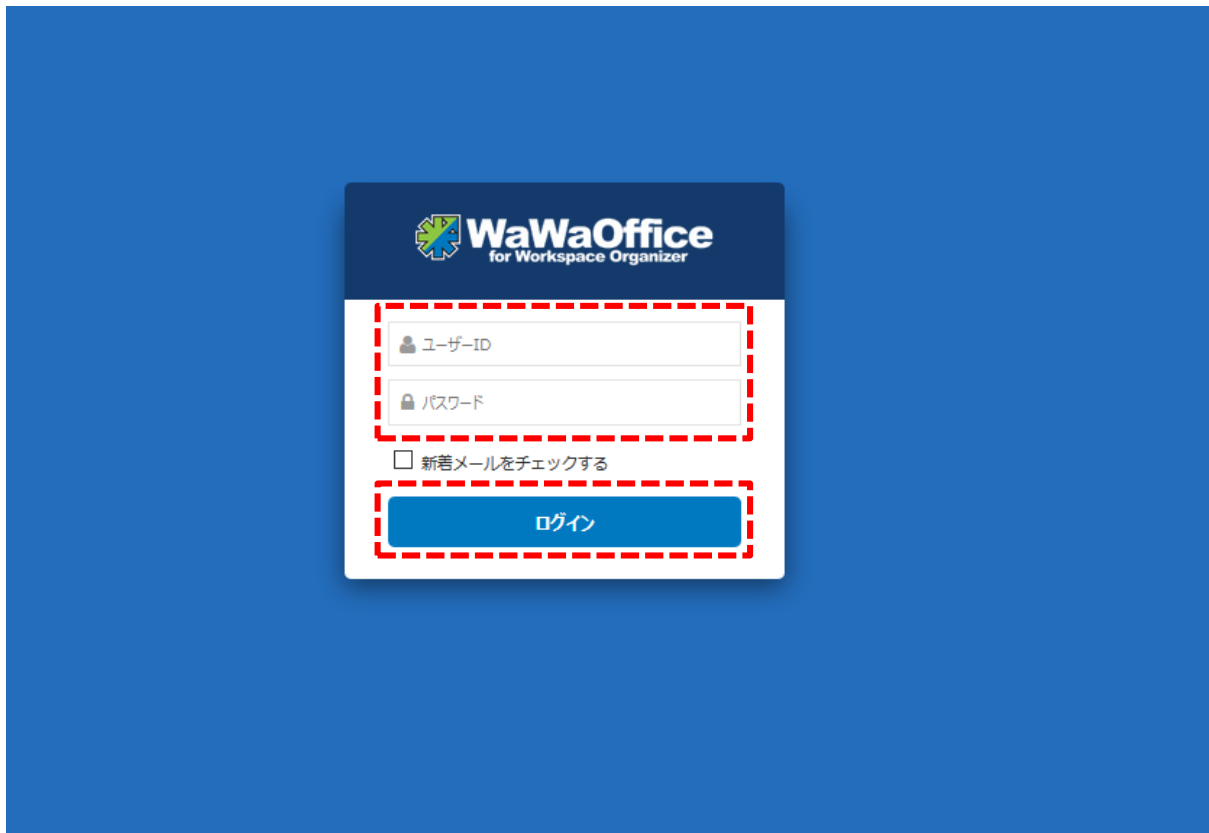 WaWaOffice
for Workspace Organizer
ユーザーID
パスワード
新着メールをチェックする
ログイン